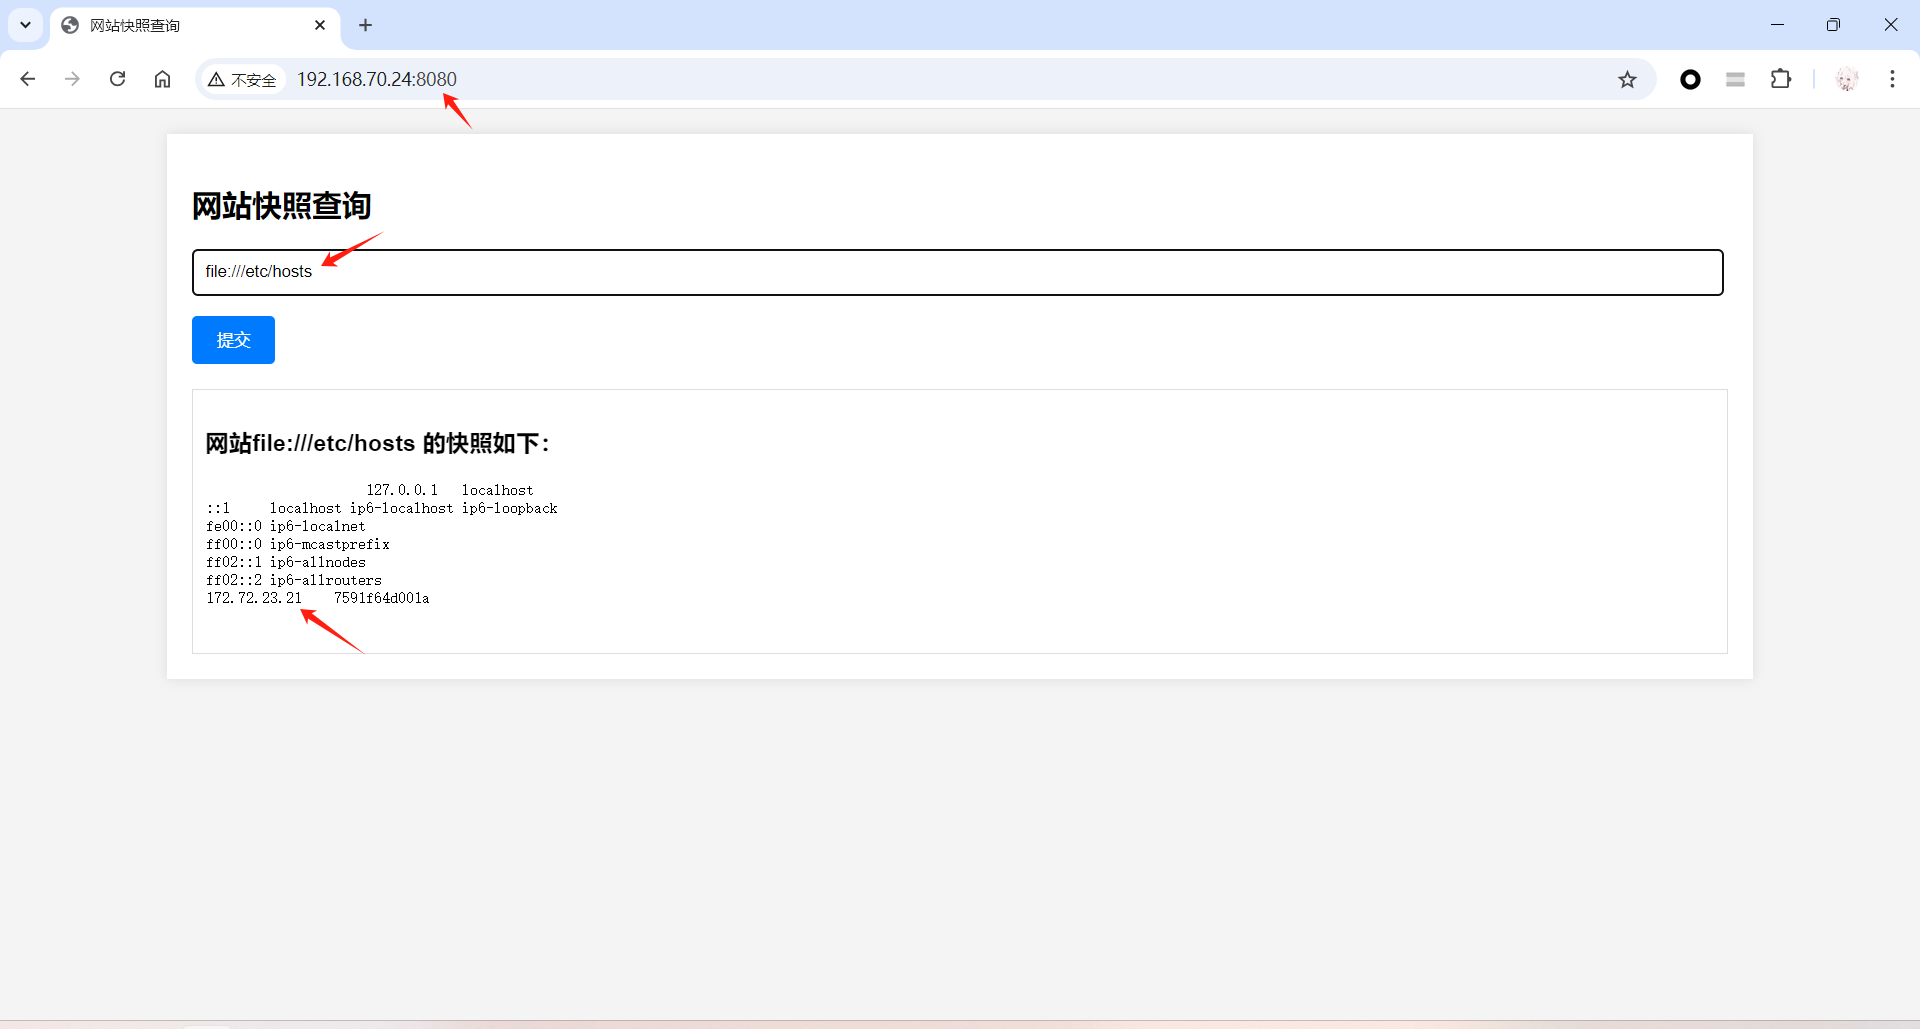 网站快照查询
不安全 192.168.70.24:8080
网站快照查询
file:///etc/hosts
提交
网站file:///etc/hosts 的快照如下：
127.0.0.1 localhost
::1 localhost ip6-localhost ip6-loopback
fe00::0 ip6-localnet
ff00::0 ip6-mcastprefix
ff02::1 ip6-allnodes
ff02::2 ip6-allrouters
172.72.23.21 7591f64d001a